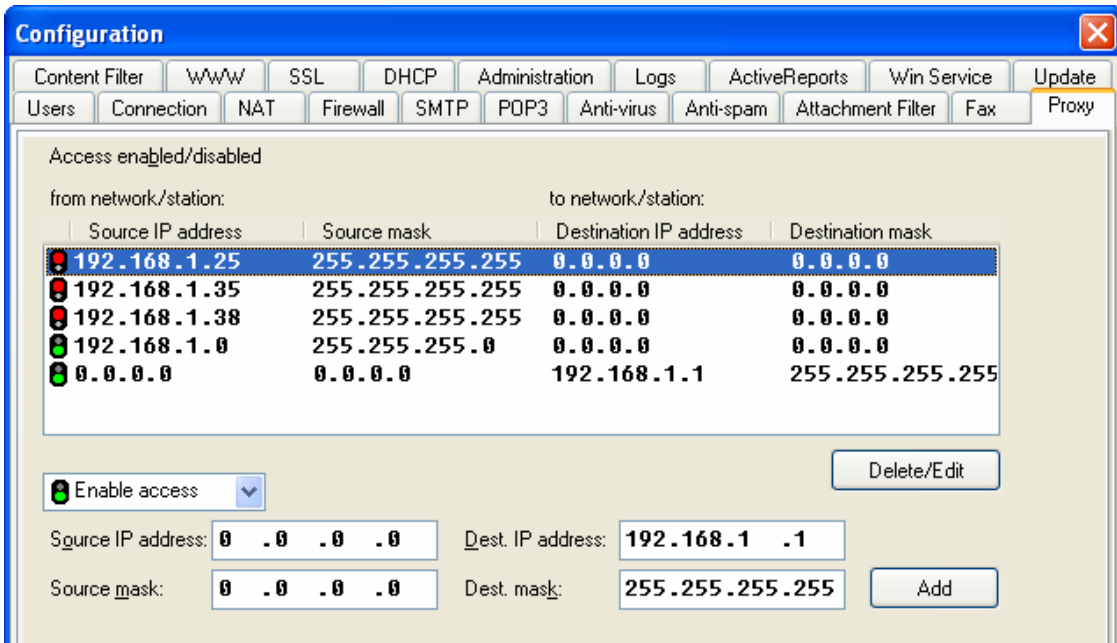 Configuration
Content Filter WWW SSL DHCP Administration Logs ActiveReports Win Service Update
Users Connection NAT Firewall SMTP POP3 Anti-virus Anti-spam Attachment Filter Fax Proxy
Access enabled/disabled
from network/station: to network/station:
Source IP address Source mask Destination IP address Destination mask
192.168.1.25 255.255.255.255 0.0.0.0 0.0.0.0
192.168.1.35 255.255.255.255 0.0.0.0 0.0.0.0
192.168.1.38 255.255.255.255 0.0.0.0 0.0.0.0
192.168.1.0 255.255.255.0 0.0.0.0 0.0.0.0
0.0.0.0 0.0.0.0 192.168.1.1 255.255.255.255
Delete/Edit
Enable access
Source IP address: 0 .0 .0 .0 Dest. IP address: 192.168.1 .1
Source mask: 0 .0 .0 .0 Dest. mask: 255.255.255.255 Add